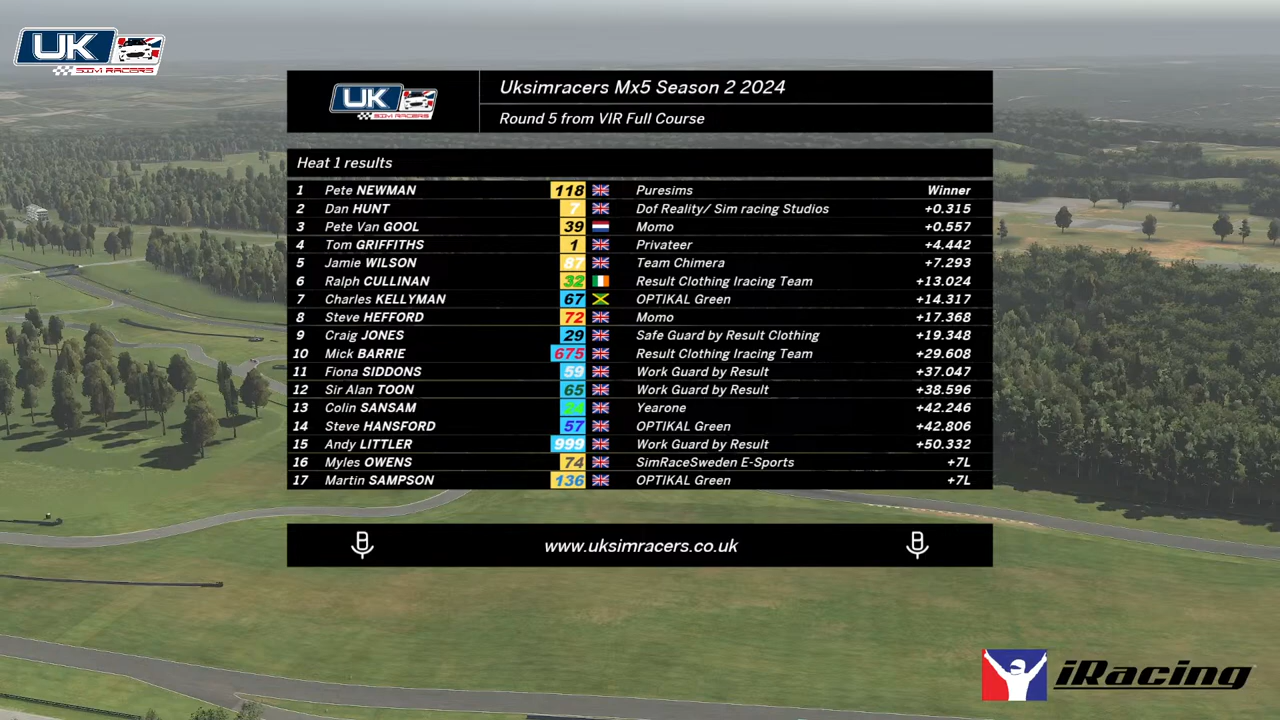 UK
SIM RACERS
UK
SIM RACERS
Uksimracers Mx5 Season 2 2024
Round 5 from VIR Full Course
Heat 1 results
1 Pete NEWMAN 118 Puresims Winner
2 Dan HUNT 7 Dof Reality/ Sim racing Studios +0.315
3 Pete Van GOOL 39 Momo +0.557
4 Tom GRIFFITHS 1 Privateer +4.442
5 Jamie WILSON 87 Team Chimera +7.293
6 Ralph CULLINAN 32 Result Clothing Iracing Team +13.024
7 Charles KELLYMAN 67 OPTIKAL Green +14.317
8 Steve HEFFORD 72 Momo +17.368
9 Craig JONES 29 Safe Guard by Result Clothing +19.348
10 Mick BARRIE 675 Result Clothing Iracing Team +29.608
11 Fiona SIDDONS 59 Work Guard by Result +37.047
12 Sir Alan TOON 65 Work Guard by Result +38.596
13 Colin SANSAM 24 Yearone +42.246
14 Steve HANSFORD 57 OPTIKAL Green +42.806
15 Andy LITTLER 999 Work Guard by Result +50.332
16 Myles OWENS 74 SimRaceSweden E-Sports +7L
17 Martin SAMPSON 136 OPTIKAL Green +7L
www.uksimracers.co.uk
iRacing